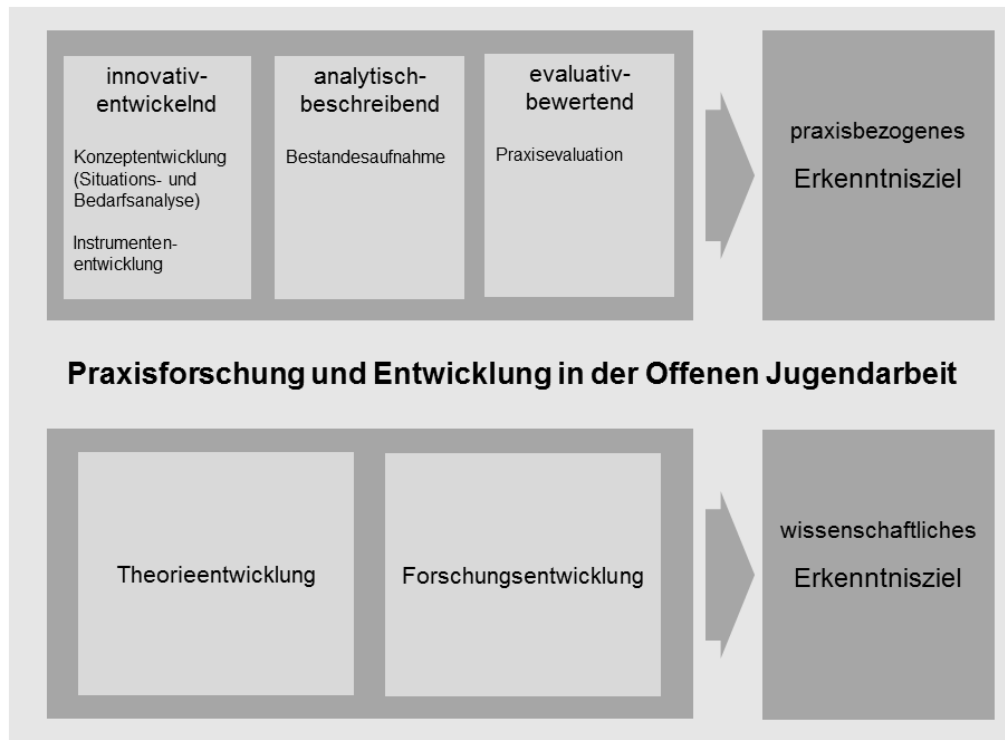 innovativ-
entwickelnd
Konzeptentwicklung
(Situations- und
Bedarfsanalyse)
Instrumenten-
entwicklung
analytisch-
beschreibend
Bestandesaufnahme
evaluativ-
bewertend
Praxisevaluation
praxisbezogenes
Erkenntnisziel
Praxisforschung und Entwicklung in der Offenen Jugendarbeit
Theorieentwicklung
Forschungsentwicklung
wissenschaftliches
Erkenntnisziel